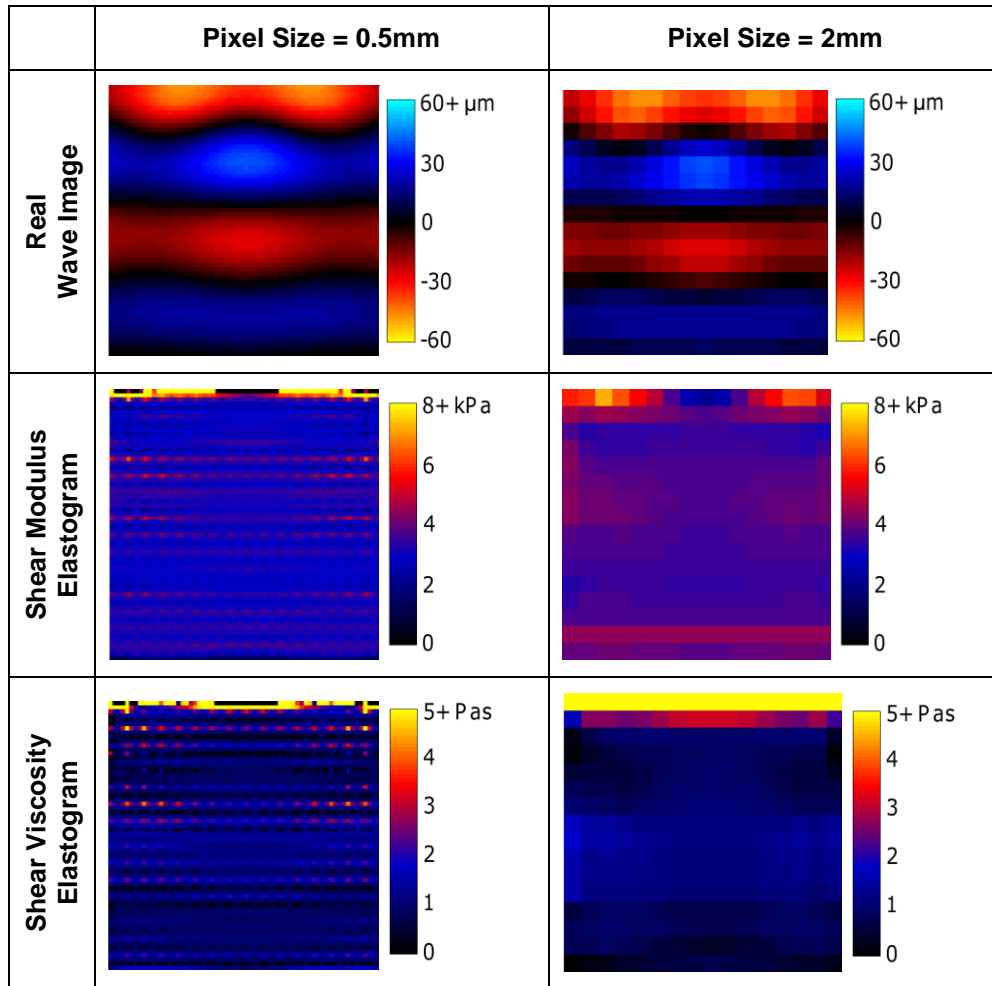 Pixel Size = 0.5mm
Pixel Size = 2mm
Real
Wave Image
60+ µm
30
0
-30
-60
60+ µm
30
0
-30
-60
Shear Modulus
Elastogram
8+ kPa
6
4
2
0
8+ kPa
6
4
2
0
Shear Viscosity
Elastogram
5+ Pas
4
3
2
1
0
5+ Pas
4
3
2
1
0